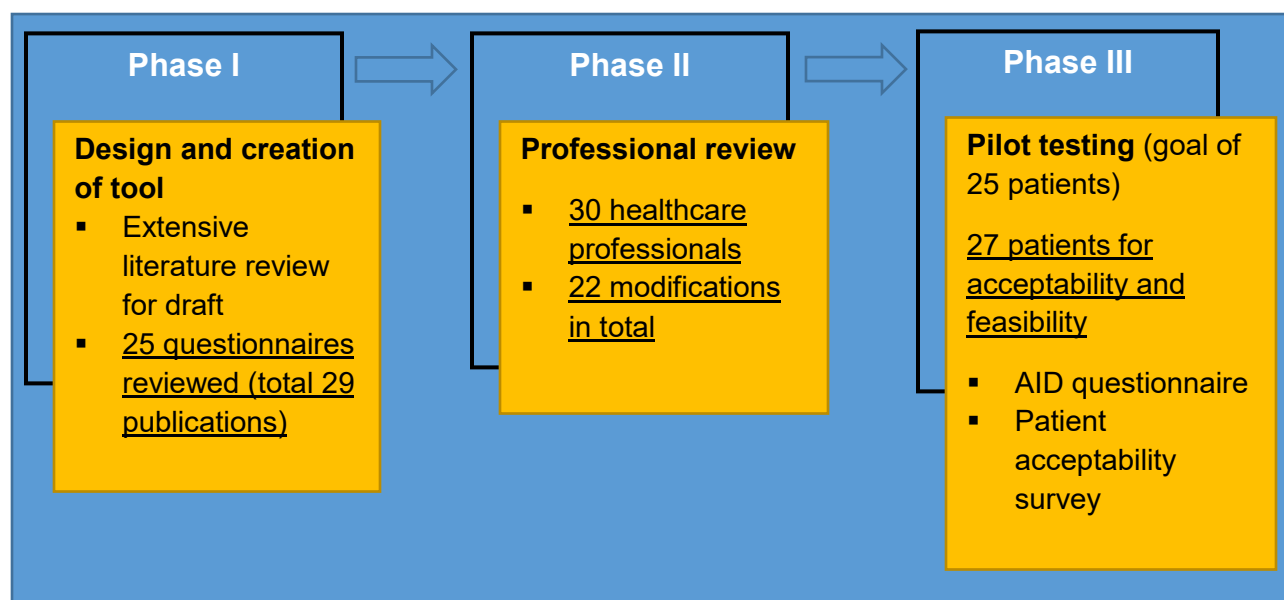 Phase I
Design and creation
of tool
▪ Extensive
literature review
for draft
▪ 25 questionnaires
reviewed (total 29
publications)
Phase II
Professional review
▪ 30 healthcare
professionals
▪ 22 modifications
in total
Phase III
Pilot testing (goal of
25 patients)
27 patients for
acceptability and
feasibility
▪ AID questionnaire
▪ Patient
acceptability
survey